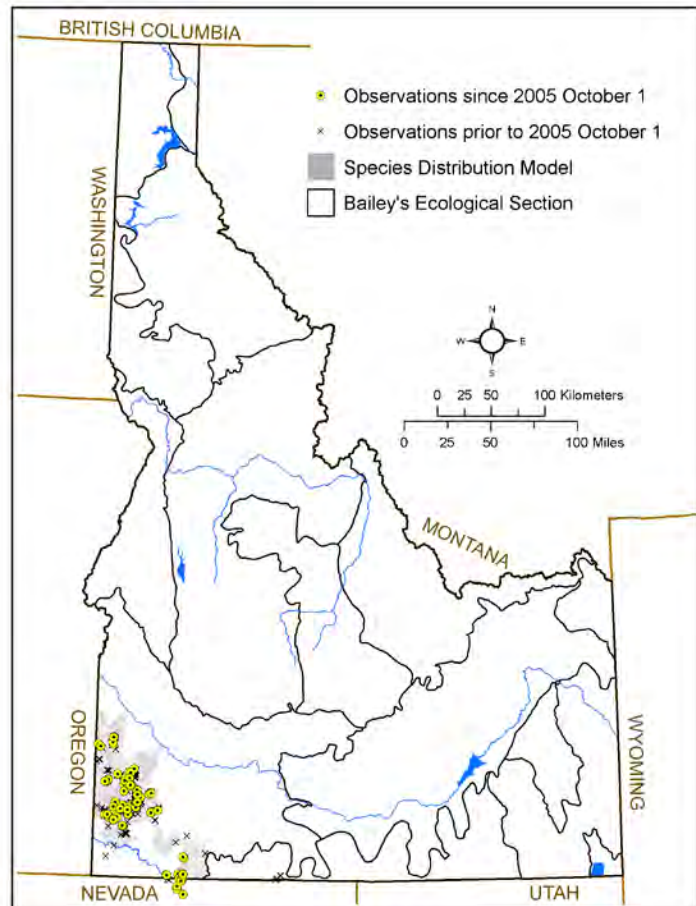 BRITISH COLUMBIA
Observations since 2005 October 1
Observations prior to 2005 October 1
Species Distribution Model
Bailey's Ecological Section
WASHINGTON
N
W E
S
0 25 50 100 Kilometers
0 25 50 100 Miles
MONTANA
OREGON
WYOMING
NEVADA
UTAH